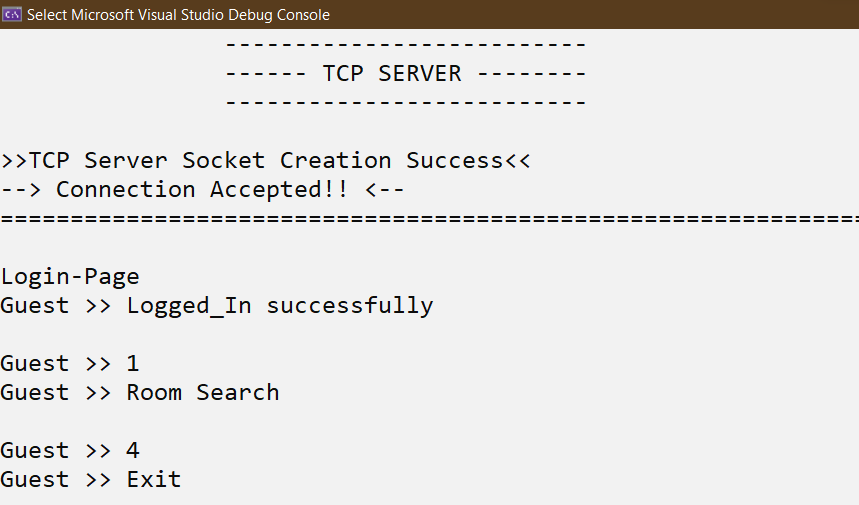 Select Microsoft Visual Studio Debug Console
--------------------------
------ TCP SERVER --------
--------------------------
>>TCP Server Socket Creation Success<<
--> Connection Accepted!! <--
==============================================================
Login-Page
Guest >> Logged_In successfully
Guest >> 1
Guest >> Room Search
Guest >> 4
Guest >> Exit